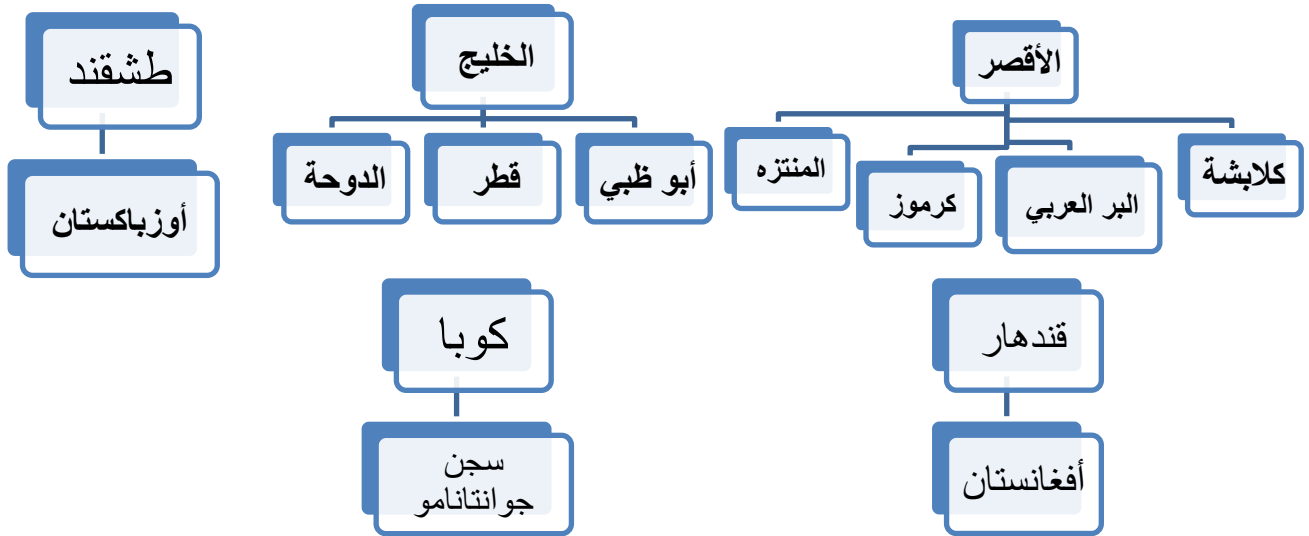 الأقصر
كلابشة
البر العربي
كرموز
المنتزه
الخليج
أبو ظبي
قطر
الدوحة
طشقند
أوزباكستان
قندهار
أفغانستان
كوبا
سجن
جوانتانامو